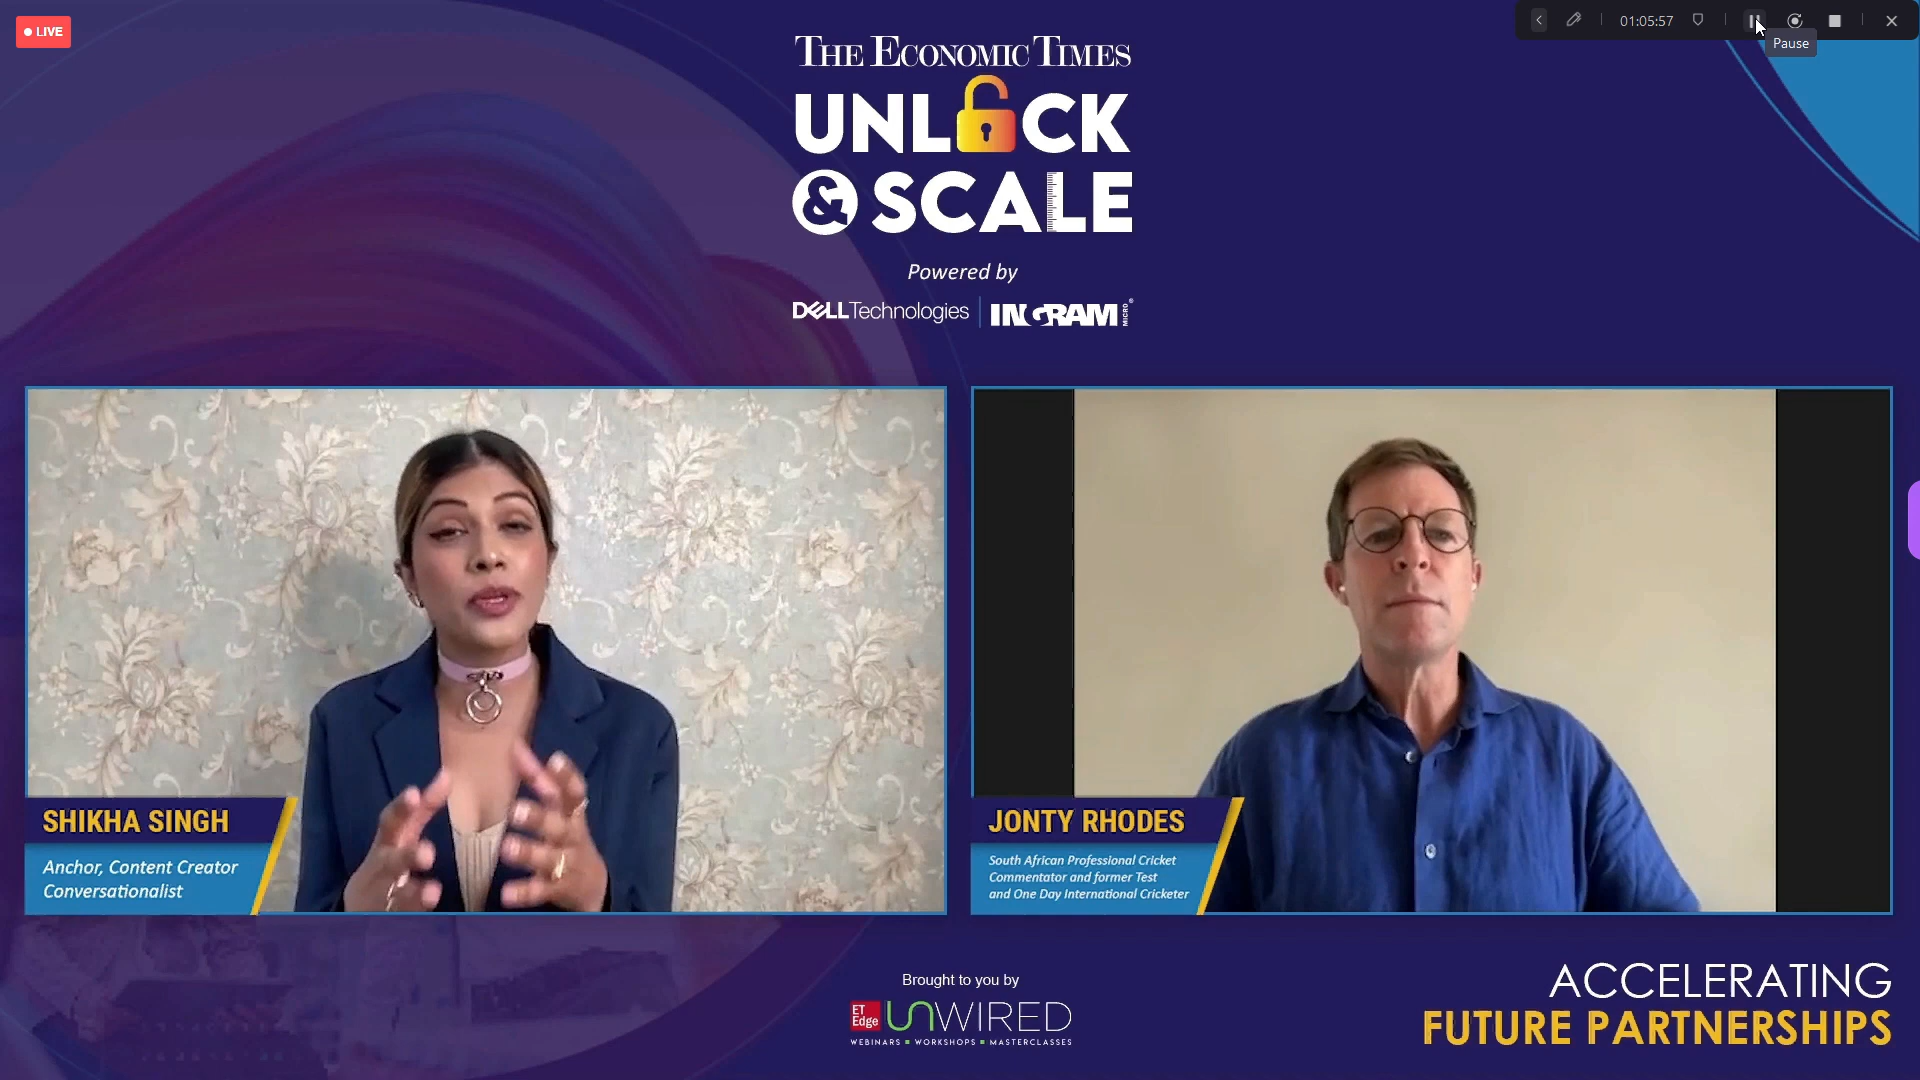 LIVE
01:05:57
Pause
THE ECONOMIC TIMES
UNLOCK
& SCALE
Powered by
DELL Technologies
INGRAM MICRO®
SHIKHA SINGH
Anchor, Content Creator
Conversationalist
JONTY RHODES
South African Professional Cricket
Commentator and former Test
and One Day International Cricketer
Brought to you by
ET
Edge
UNWIRED
WEBINARS ▪ WORKSHOPS ▪ MASTERCLASSES
ACCELERATING
FUTURE PARTNERSHIPS